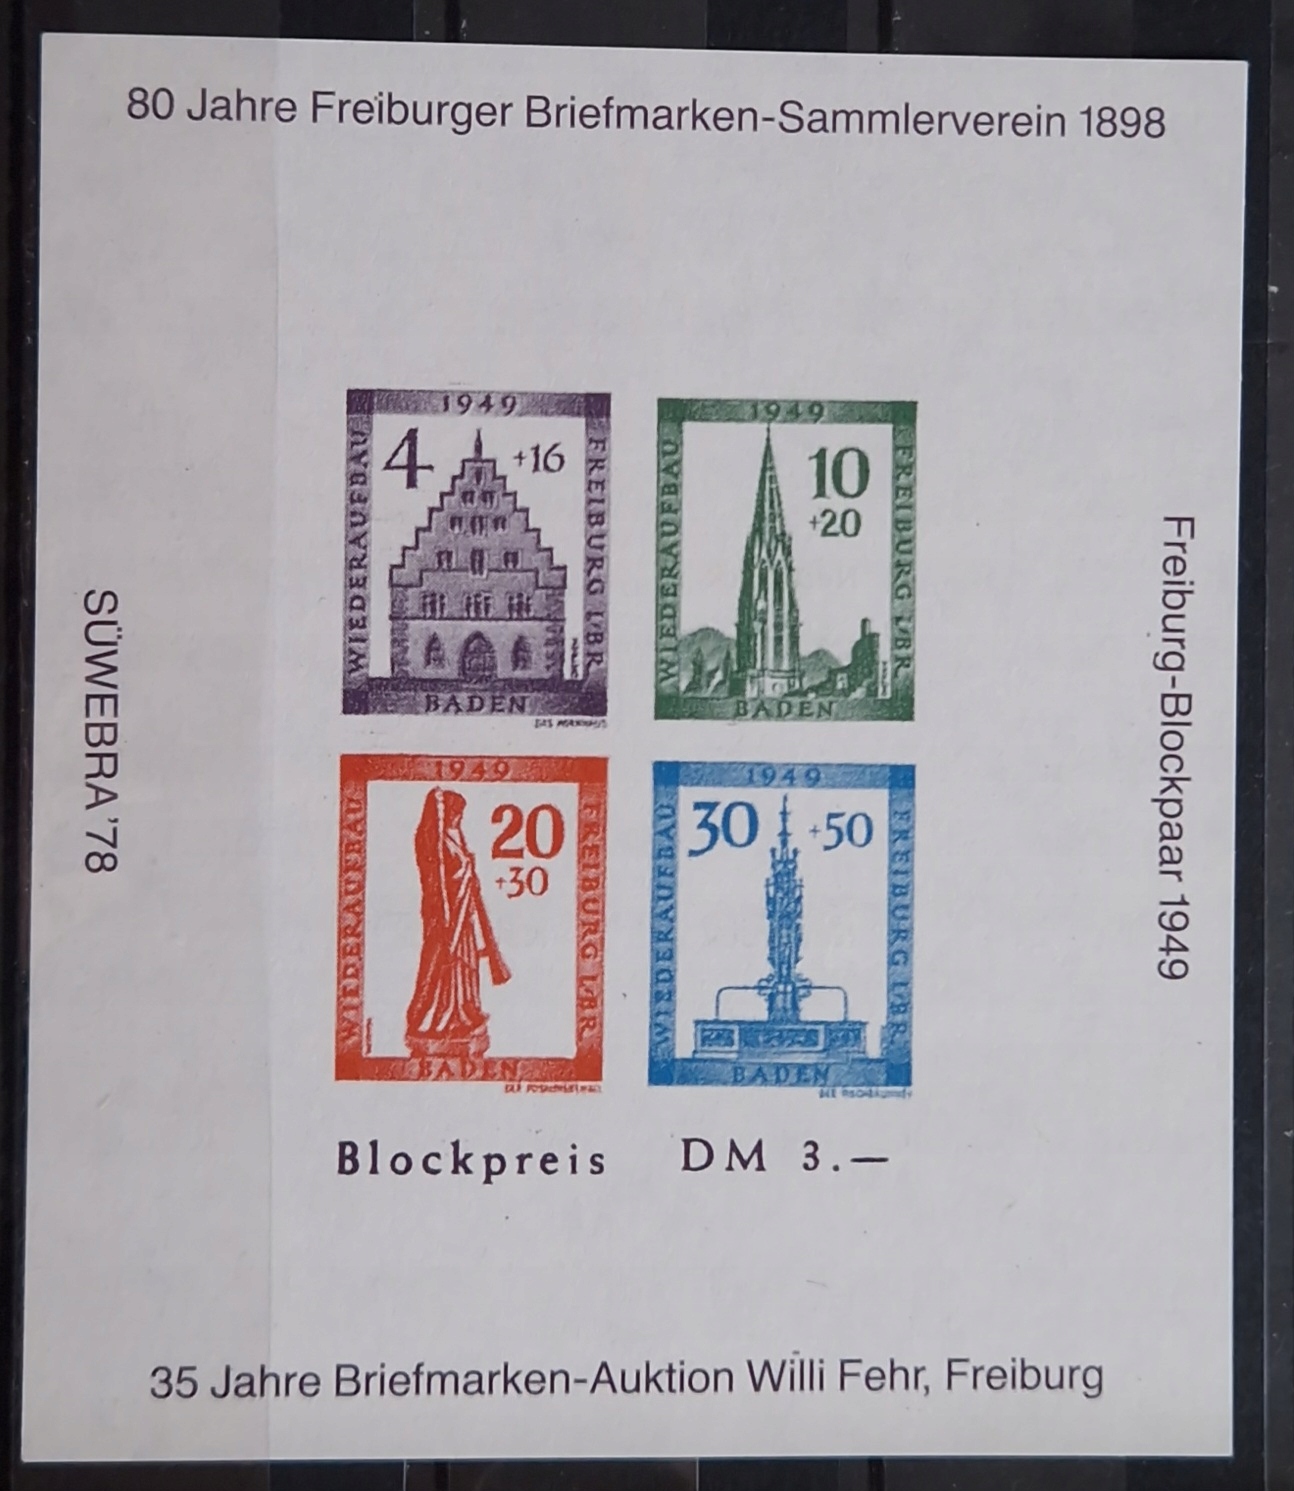 80 Jahre Freiburger Briefmarken-Sammlerverein 1898
SÜWEBRA '78
Freiburg-Blockpaar 1949
1949
WIEDERAUFBAU
4 +16
FREIBURG I/BR
BADEN
1949
WIEDERAUFBAU
10
+20
FREIBURG I/BR
BADEN
1949
WIEDERAUFBAU
20
+30
FREIBURG I/BR
BADEN
1949
WIEDERAUFBAU
30 +50
FREIBURG I/BR
BADEN
Blockpreis DM 3.—
35 Jahre Briefmarken-Auktion Willi Fehr, Freiburg